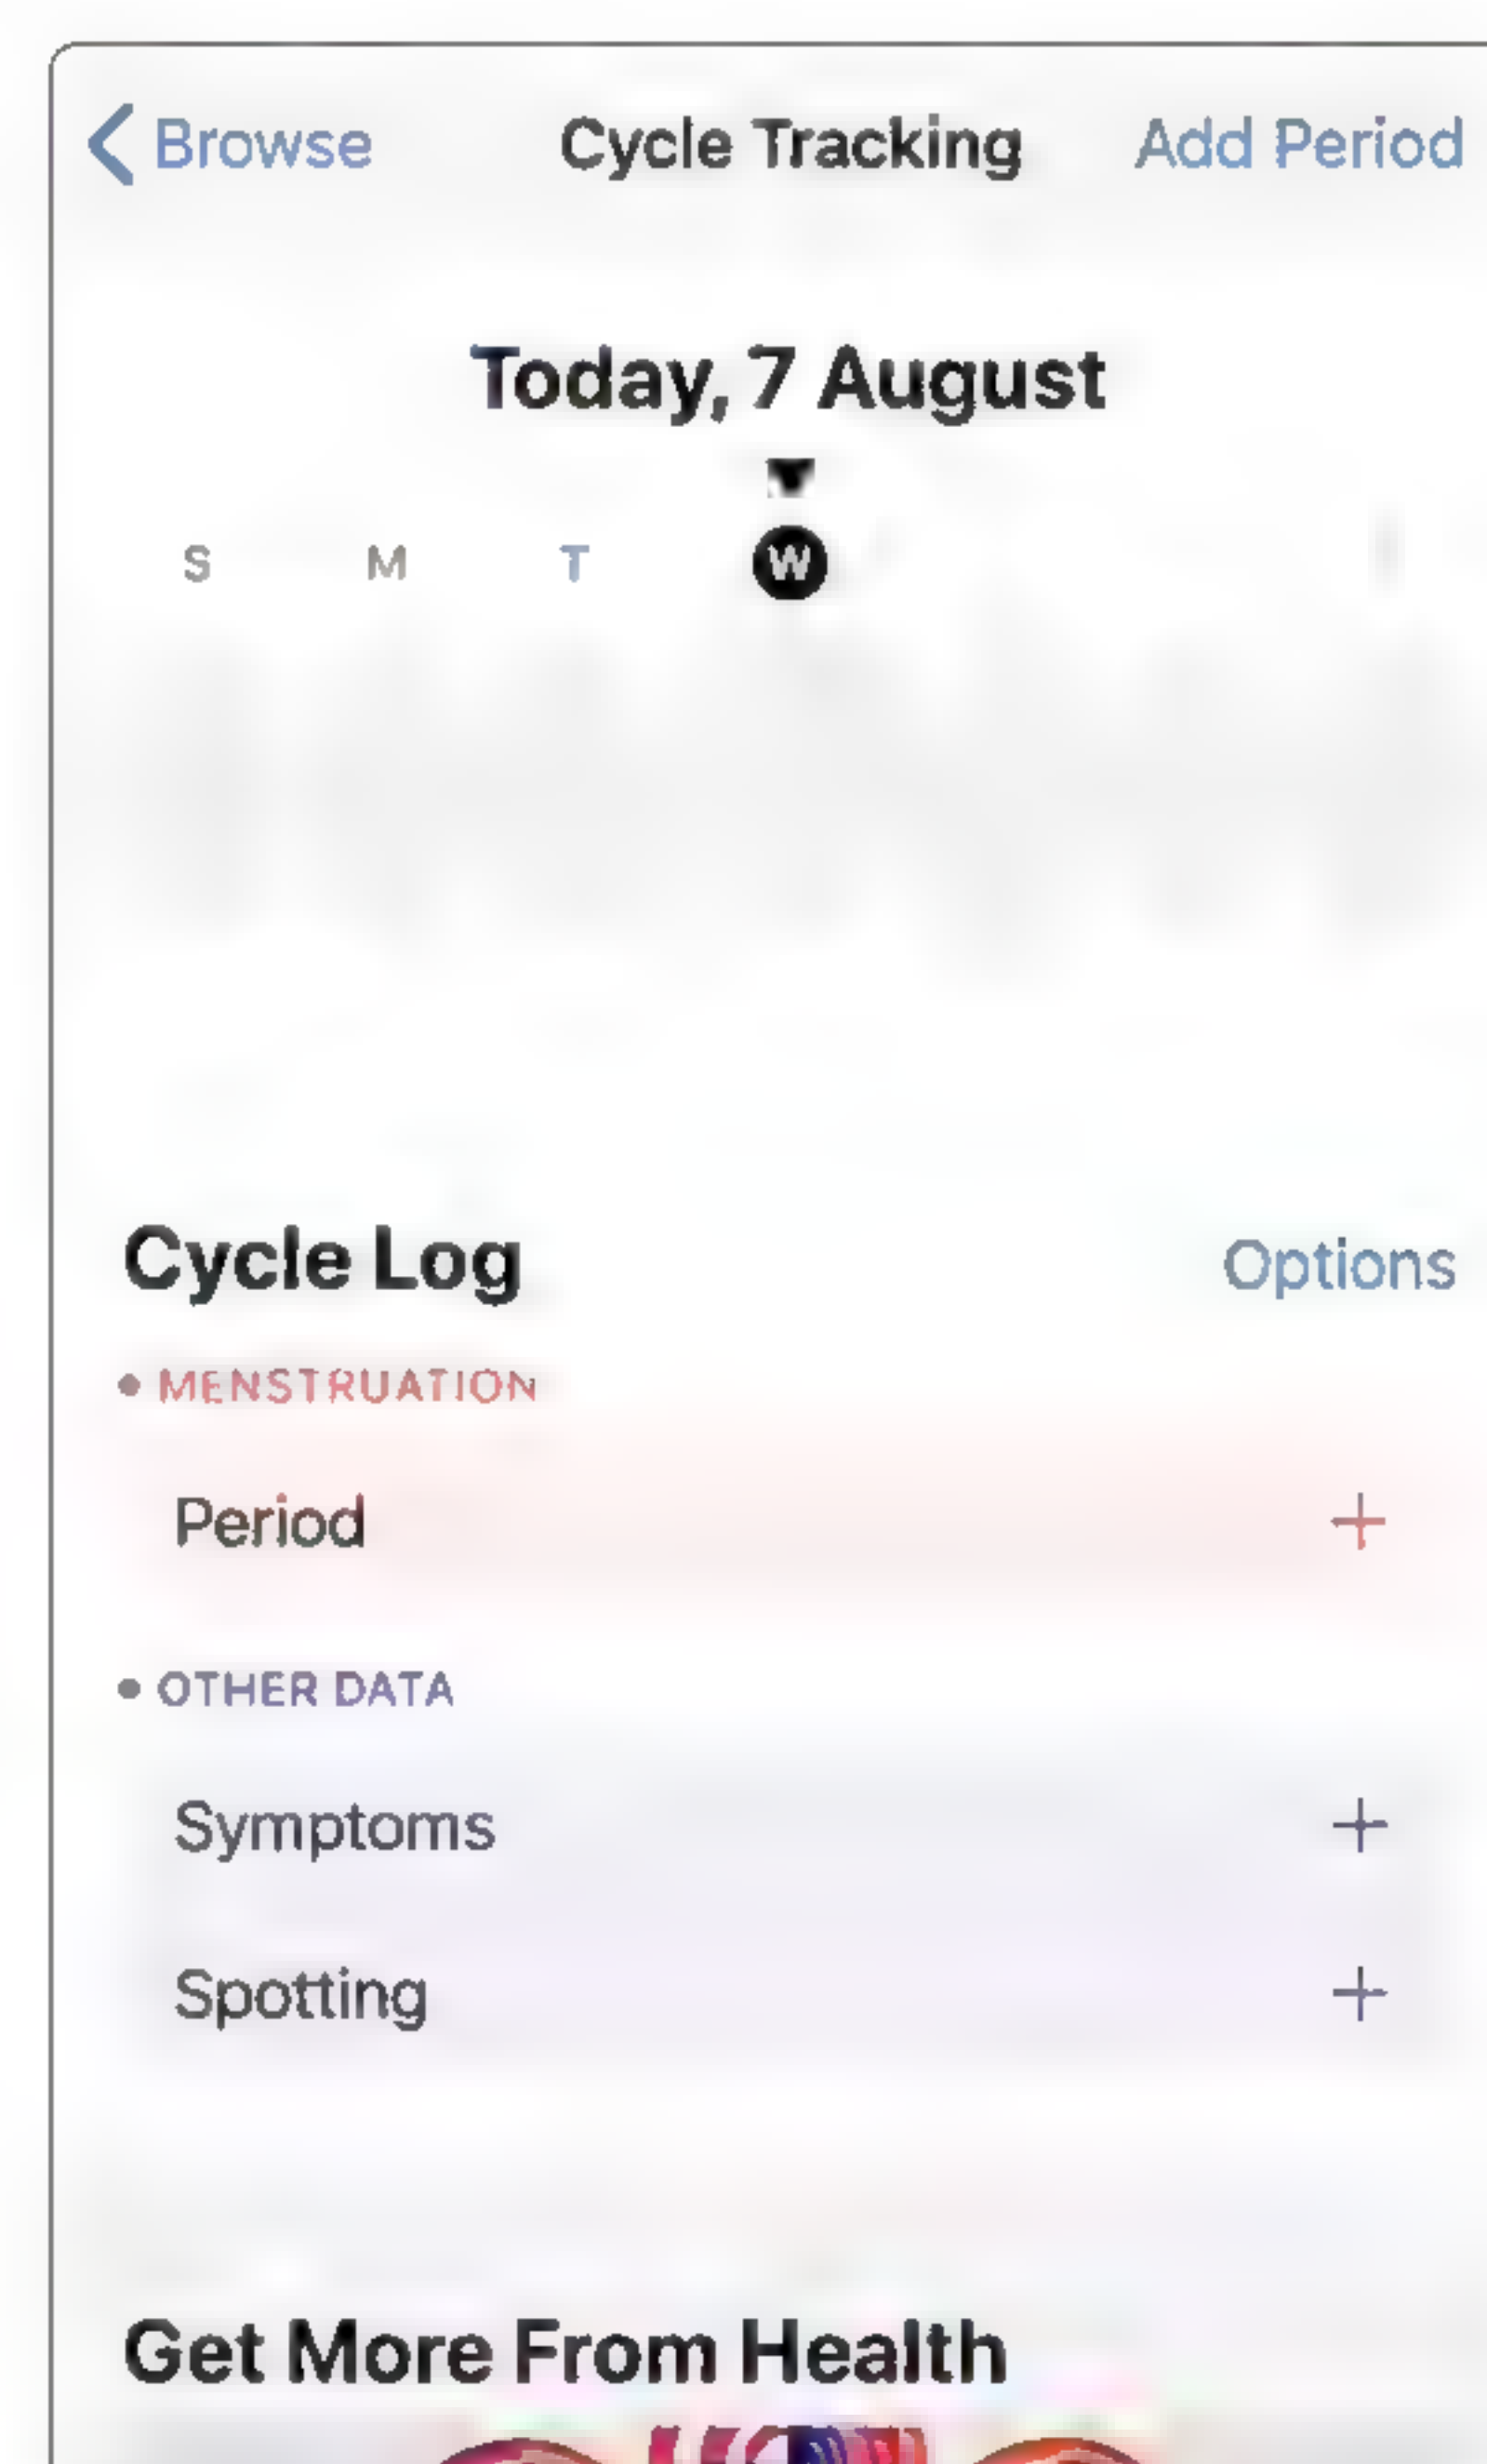 Browse Cycle Tracking Add Period
Today, 7 August
S M T W
Cycle Log Options
MENSTRUATION
Period
OTHER DATA
Symptoms
Spotting
Get More From Health